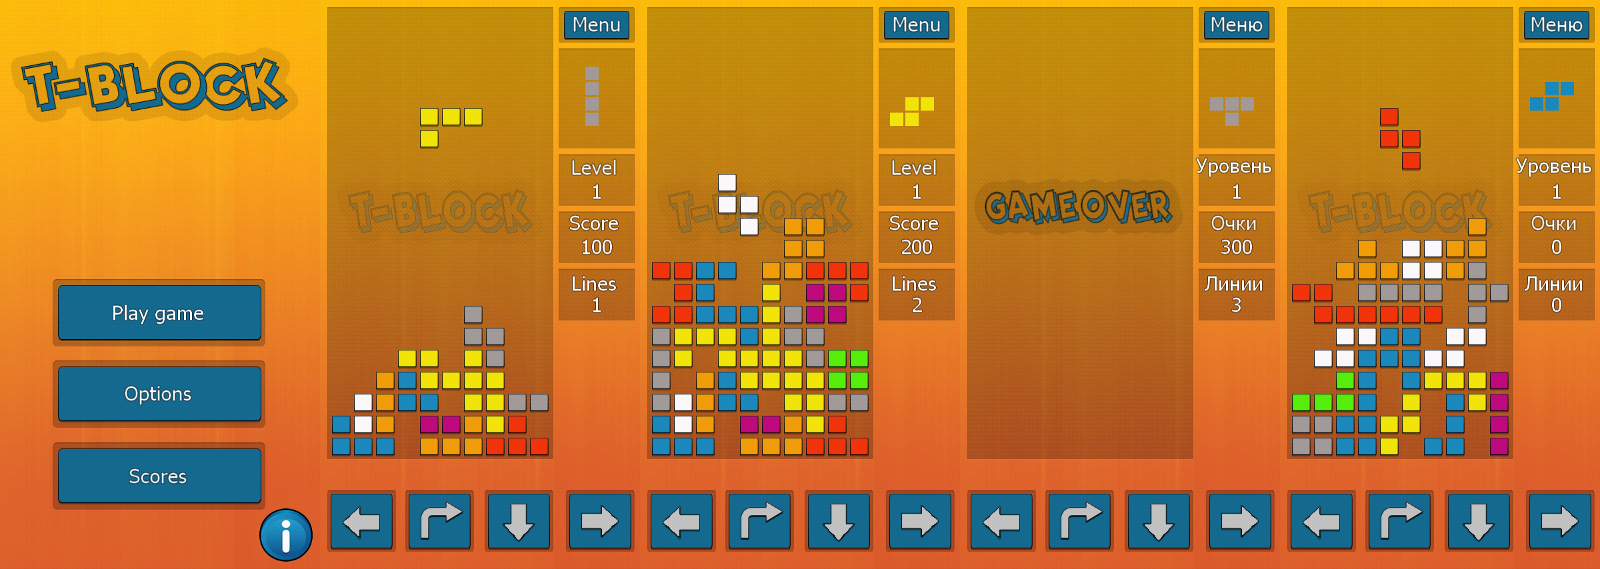 T-BLOCK
Play game
Options
Scores
i
T-BLOCK
Menu
Level
1
Score
100
Lines
1
T-BLOCK
Menu
Level
1
Score
200
Lines
2
GAME OVER
Меню
Уровень
1
Очки
300
Линии
3
T-BLOCK
Меню
Уровень
1
Очки
0
Линии
0